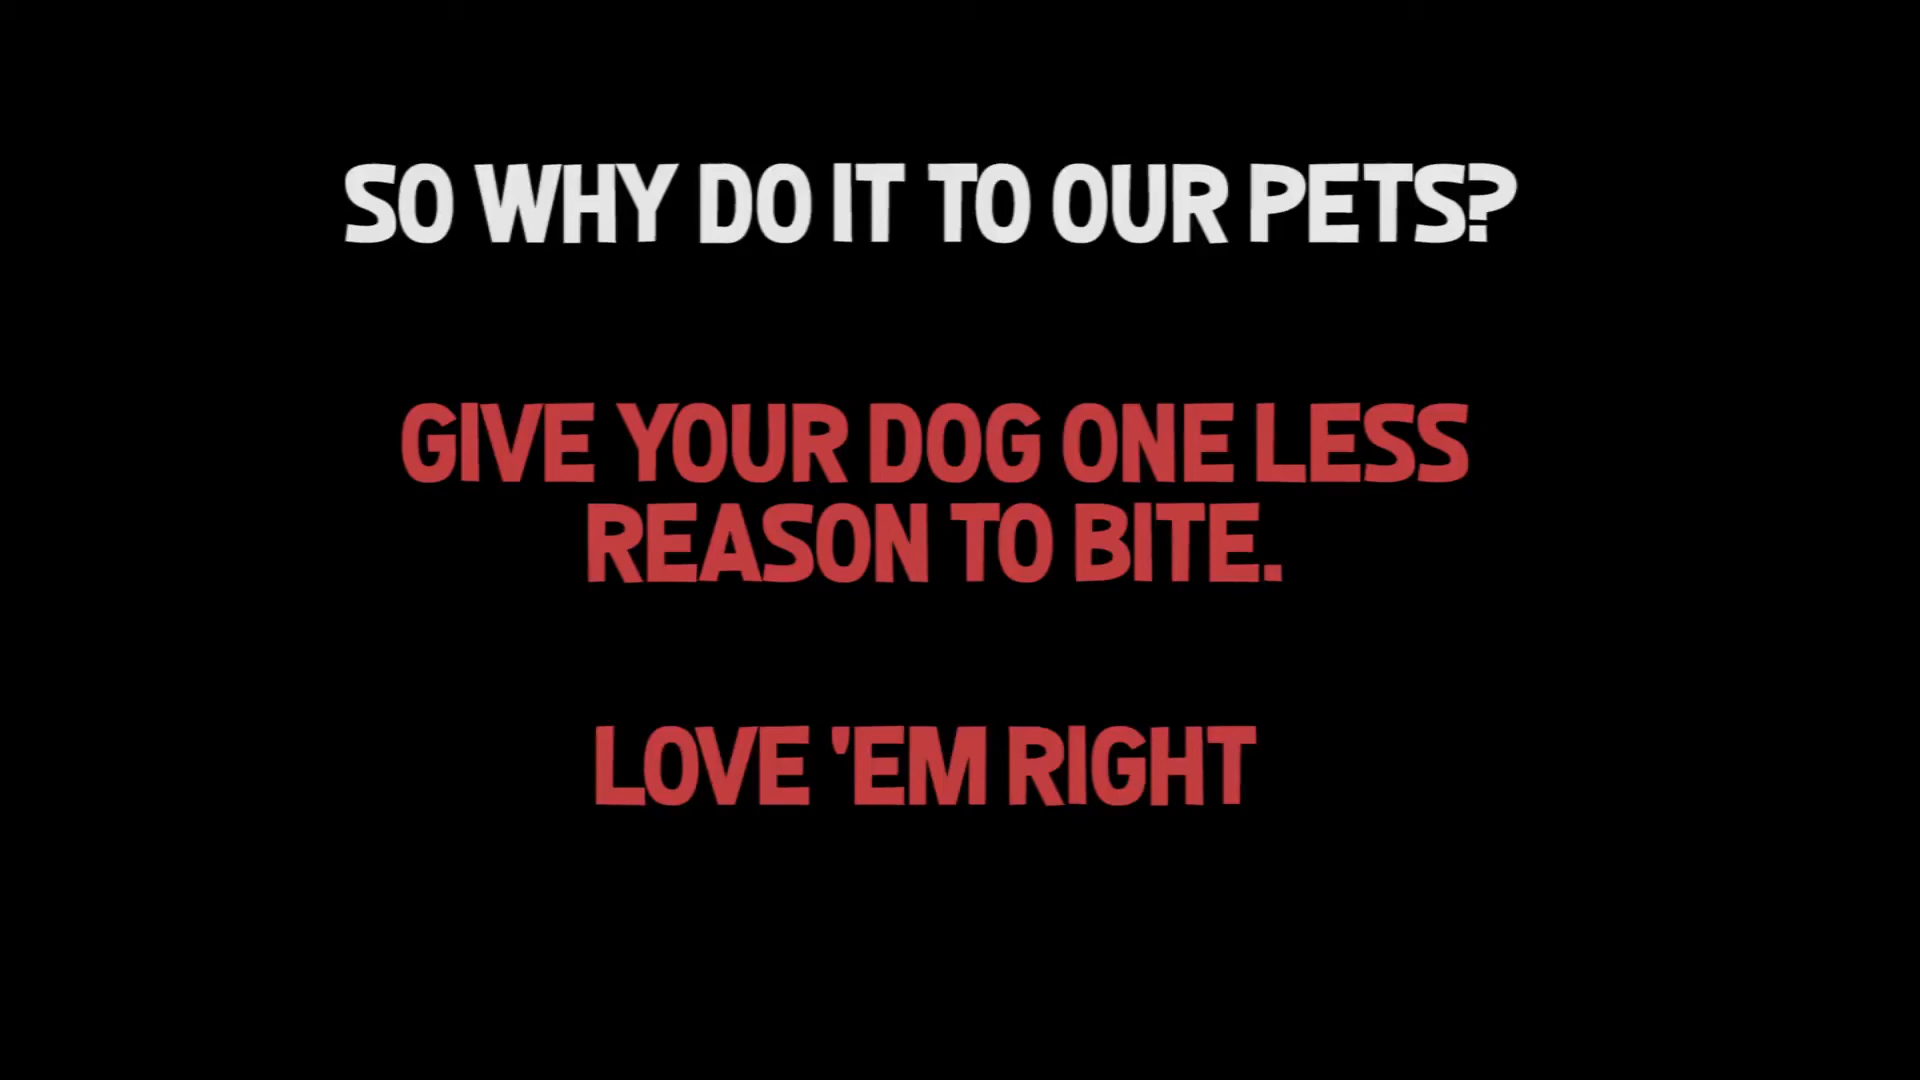 SO WHY DO IT TO OUR PETS?
GIVE YOUR DOG ONE LESS
REASON TO BITE.
LOVE 'EM RIGHT